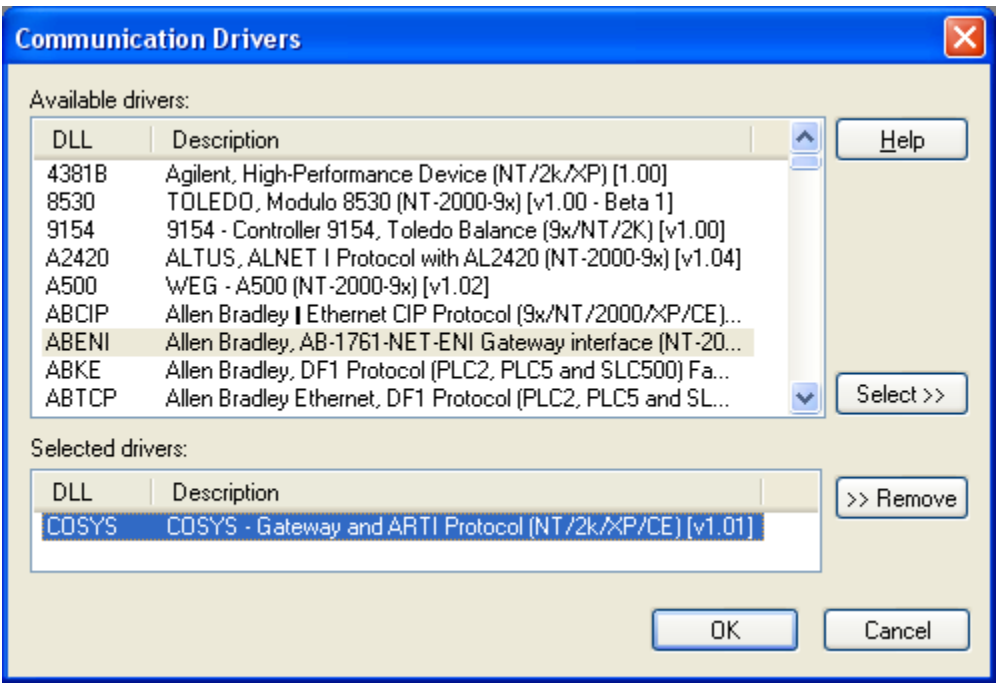 Communication Drivers
Available drivers:
DLL Description
Help
4381B Agilent, High-Performance Device (NT/2k/XP) [1.00]
8530 TOLEDO, Modulo 8530 (NT-2000-9x) [v1.00 - Beta 1]
9154 9154 - Controller 9154, Toledo Balance (9x/NT/2K) [v1.00]
A2420 ALTUS, ALNET I Protocol with AL2420 (NT-2000-9x) [v1.04]
A500 WEG - A500 (NT-2000-9x) [v1.02]
ABCIP Allen Bradley Ethernet CIP Protocol (9x/NT/2000/XP/CE)...
ABENI Allen Bradley, AB-1761-NET-ENI Gateway interface (NT-20...
ABKE Allen Bradley, DF1 Protocol (PLC2, PLC5 and SLC500) Fa...
ABTCP Allen Bradley Ethernet, DF1 Protocol (PLC2, PLC5 and SL...
Select >>
Selected drivers:
DLL Description
>> Remove
COSYS COSYS - Gateway and ARTI Protocol (NT/2k/XP/CE) [v1.01]
OK Cancel